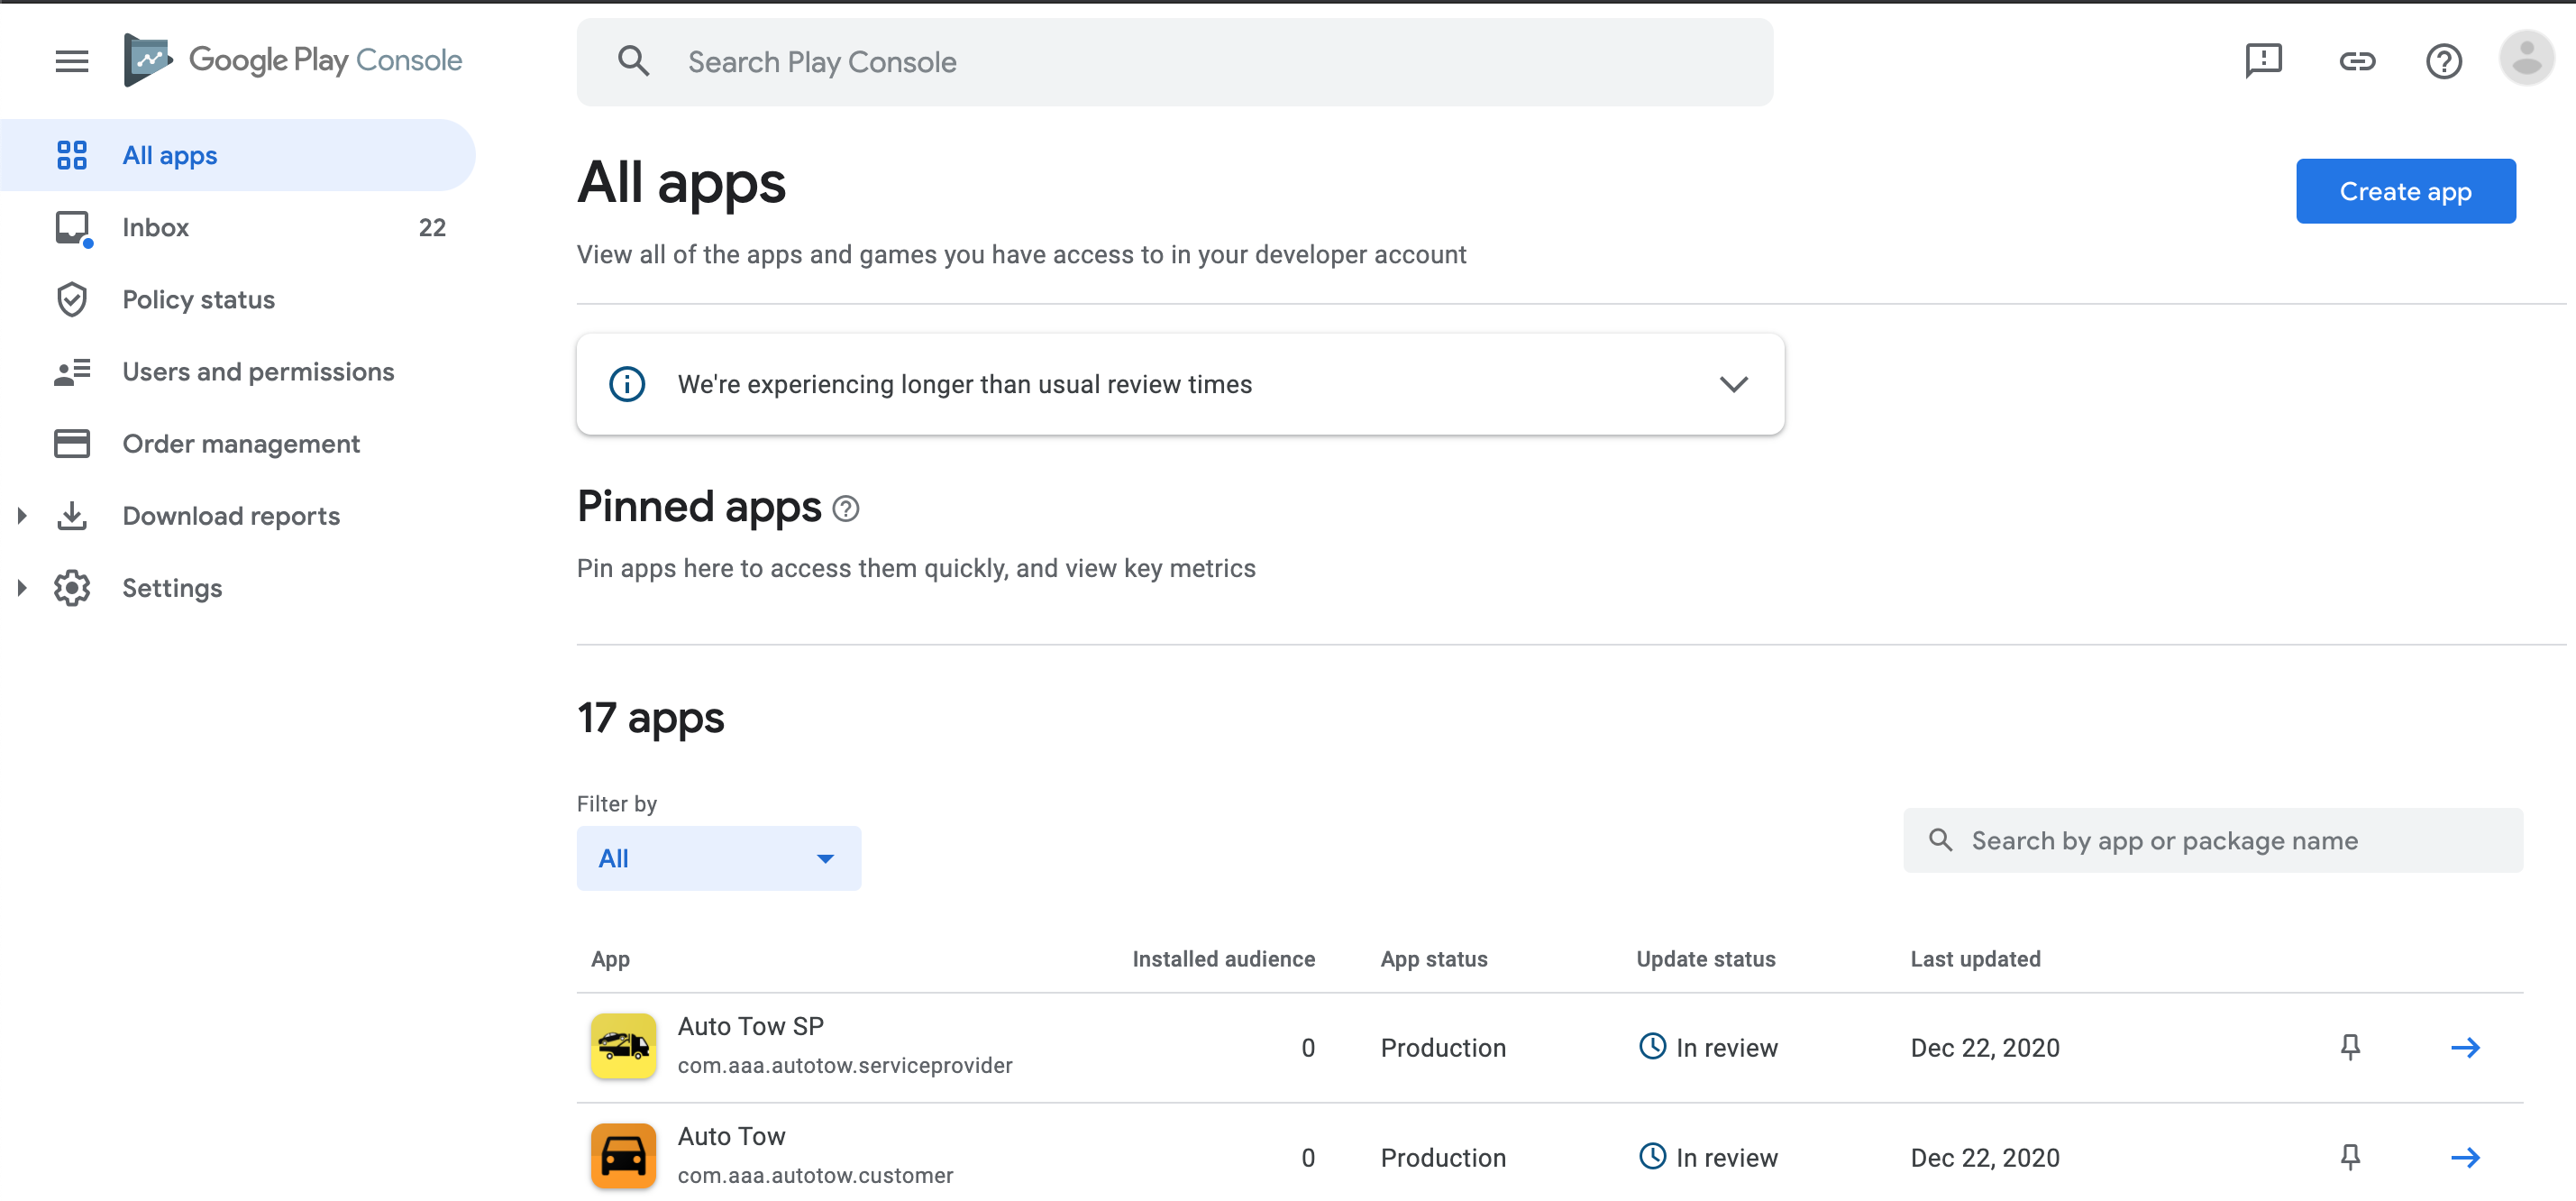 Google Play Console
Search Play Console
All apps
Inbox 22
Policy status
Users and permissions
Order management
Download reports
Settings
All apps
Create app
View all of the apps and games you have access to in your developer account
We're experiencing longer than usual review times
Pinned apps
Pin apps here to access them quickly, and view key metrics
17 apps
Filter by
All
Search by app or package name
App Installed audience App status Update status Last updated
Auto Tow SP
com.aaa.autotow.serviceprovider
0 Production In review Dec 22, 2020
Auto Tow
com.aaa.autotow.customer
0 Production In review Dec 22, 2020